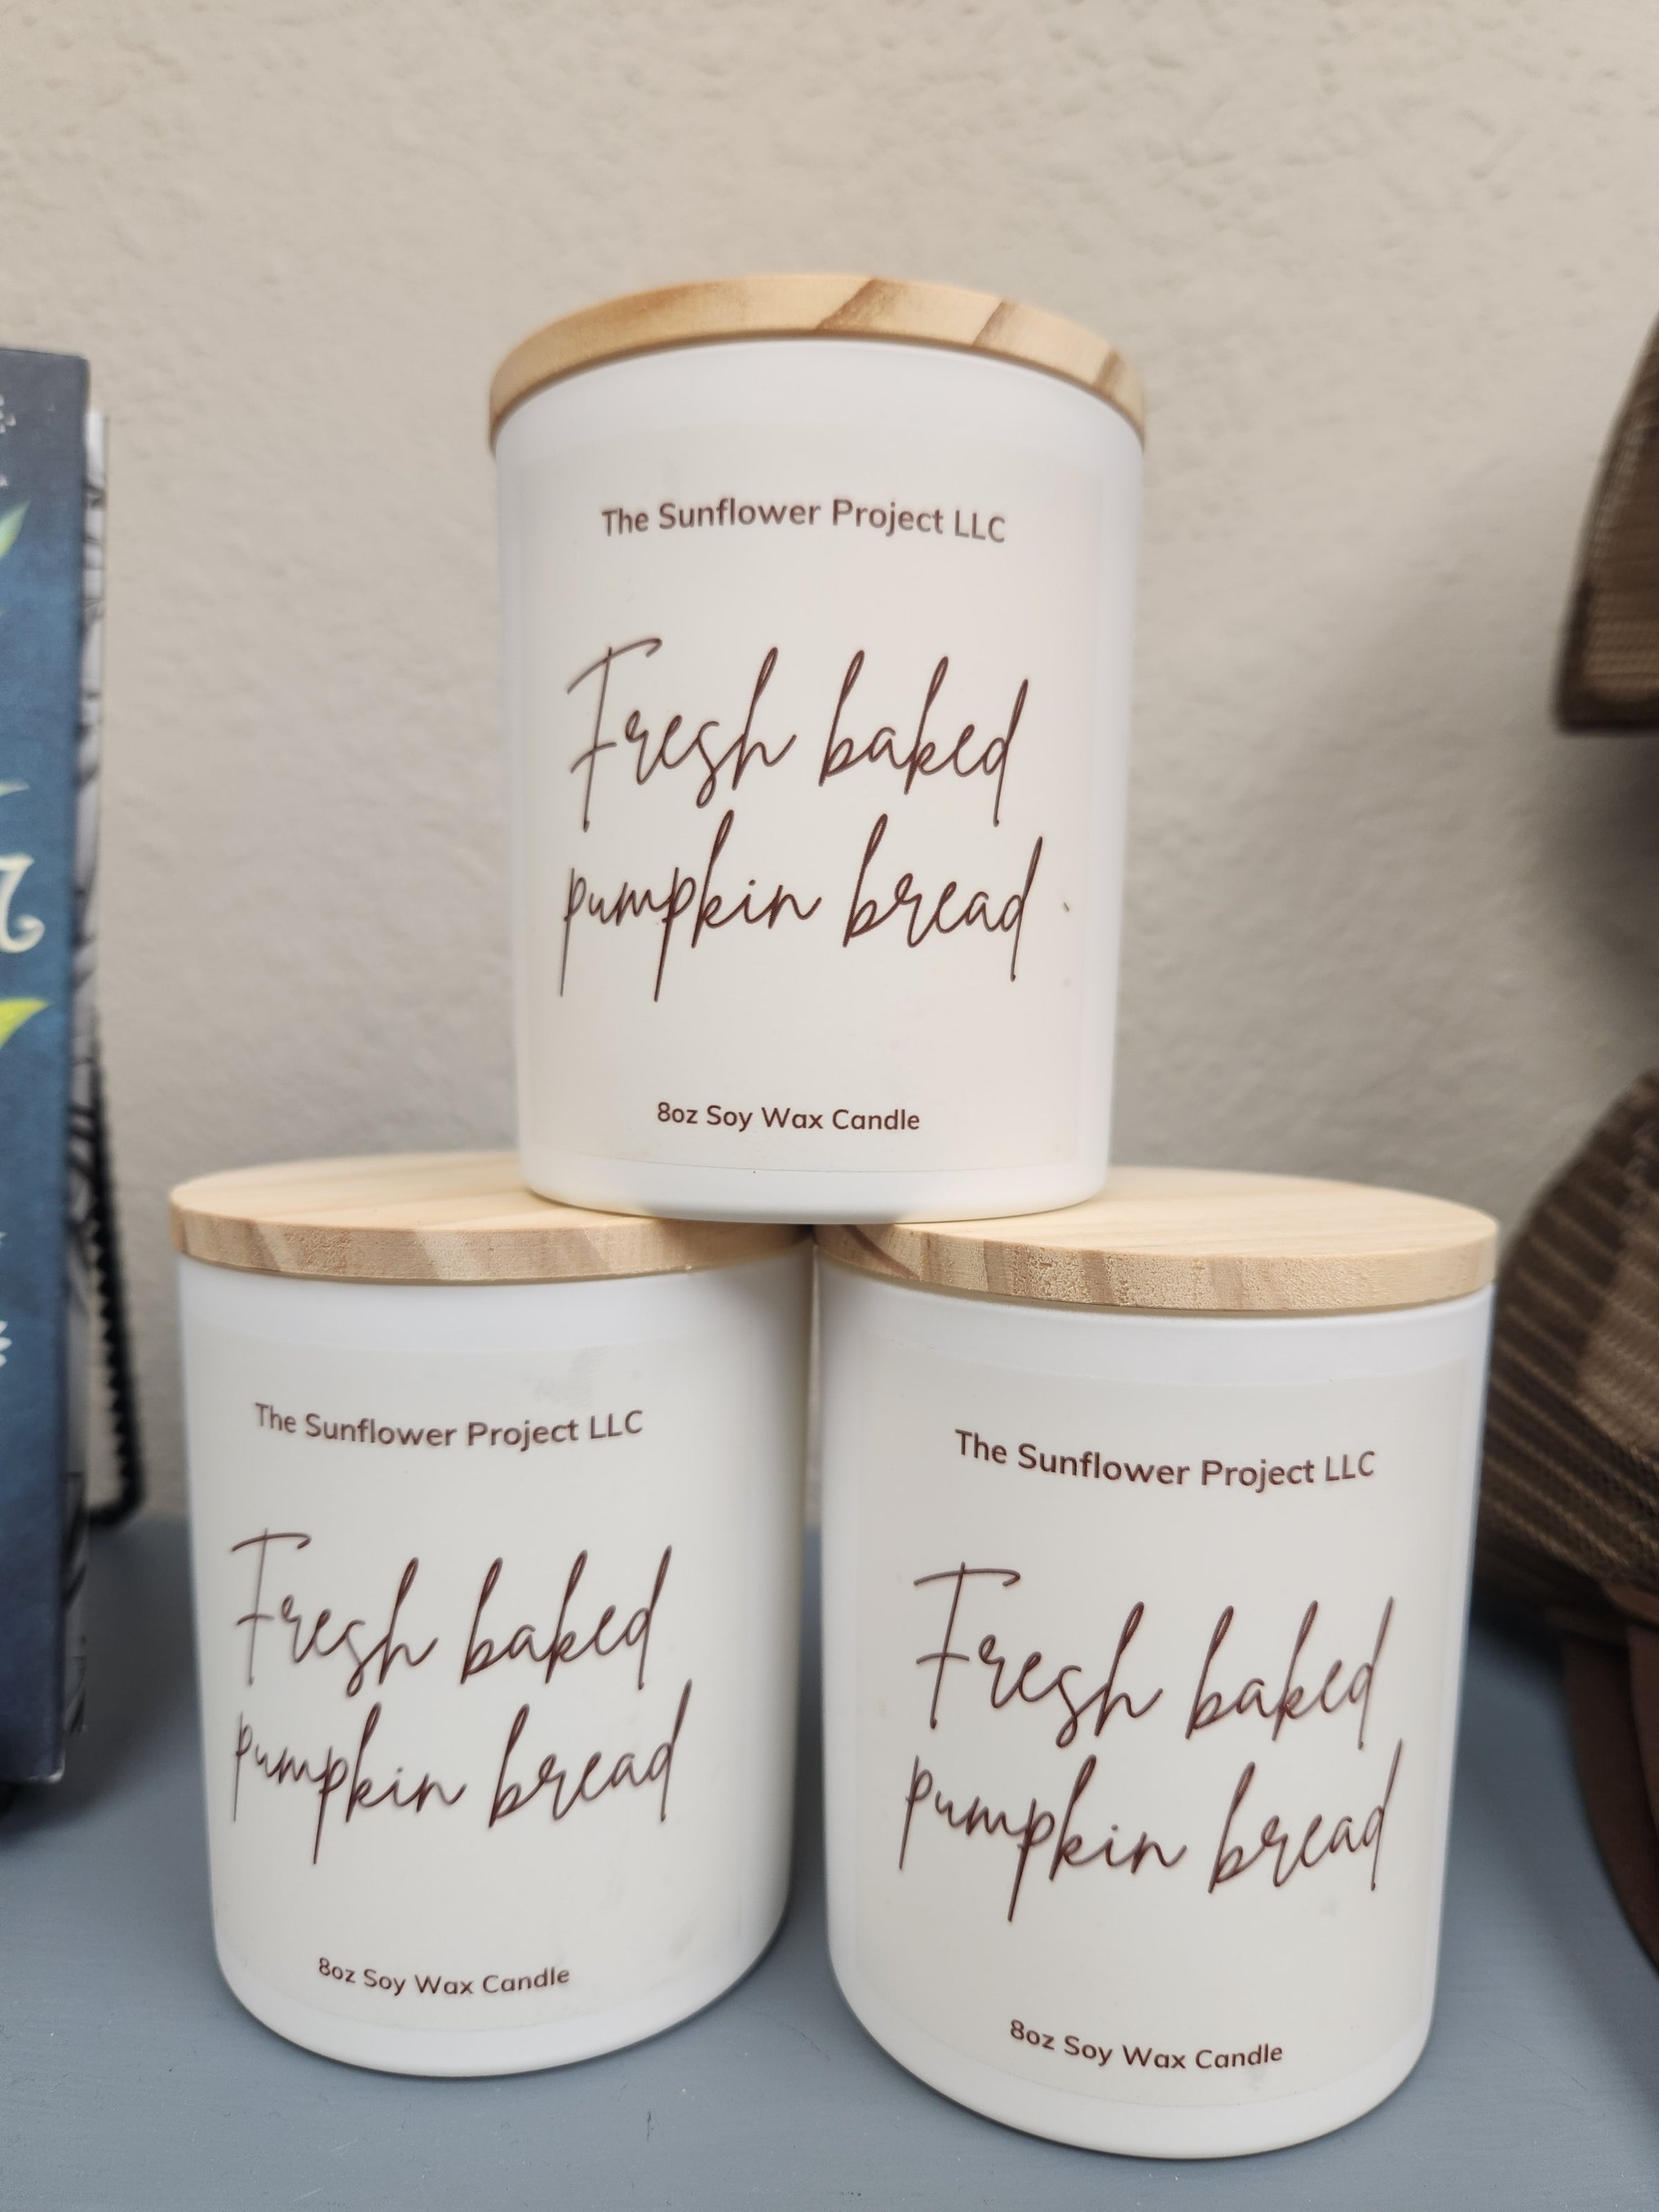 The Sunflower Project LLC
Fresh baked
pumpkin bread
8oz Soy Wax Candle
The Sunflower Project LLC
Fresh baked
pumpkin bread
8oz Soy Wax Candle
The Sunflower Project LLC
Fresh baked
pumpkin bread
8oz Soy Wax Candle